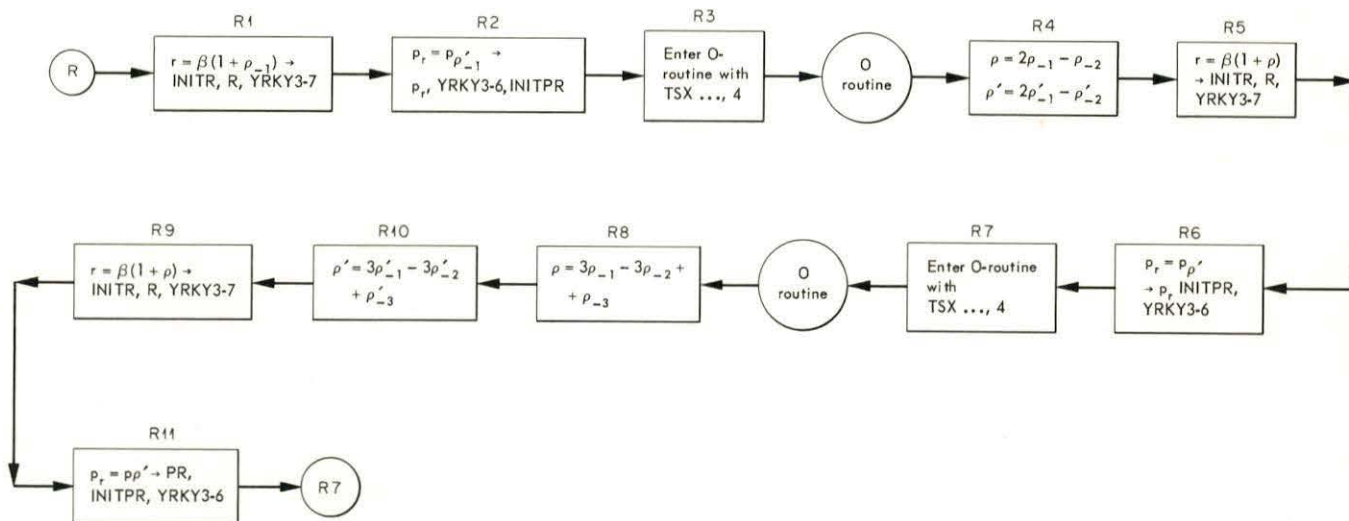 R
R1
r = β(1 + ρ₋₁) →
INITR, R, YRKY3-7
R2
pᵣ = p_ρ′₋₁ →
pᵣ, YRKY3-6, INITPR
R3
Enter O-
routine with
TSX ..., 4
O
routine
R4
ρ = 2ρ₋₁ − ρ₋₂
ρ′ = 2ρ′₋₁ − ρ′₋₂
R5
r = β(1 + ρ)
→ INITR, R,
YRKY3-7
R6
pᵣ = p_ρ′
→ pᵣ INITPR,
YRKY3-6
R7
Enter O-routine
with
TSX ..., 4
O
routine
R8
ρ = 3ρ₋₁ − 3ρ₋₂ +
+ ρ₋₃
R10
ρ′ = 3ρ′₋₁ − 3ρ′₋₂
+ ρ′₋₃
R9
r = β(1 + ρ) →
INITR, R, YRKY3-7
R11
pᵣ = pρ′ → PR,
INITPR, YRKY3-6
R7